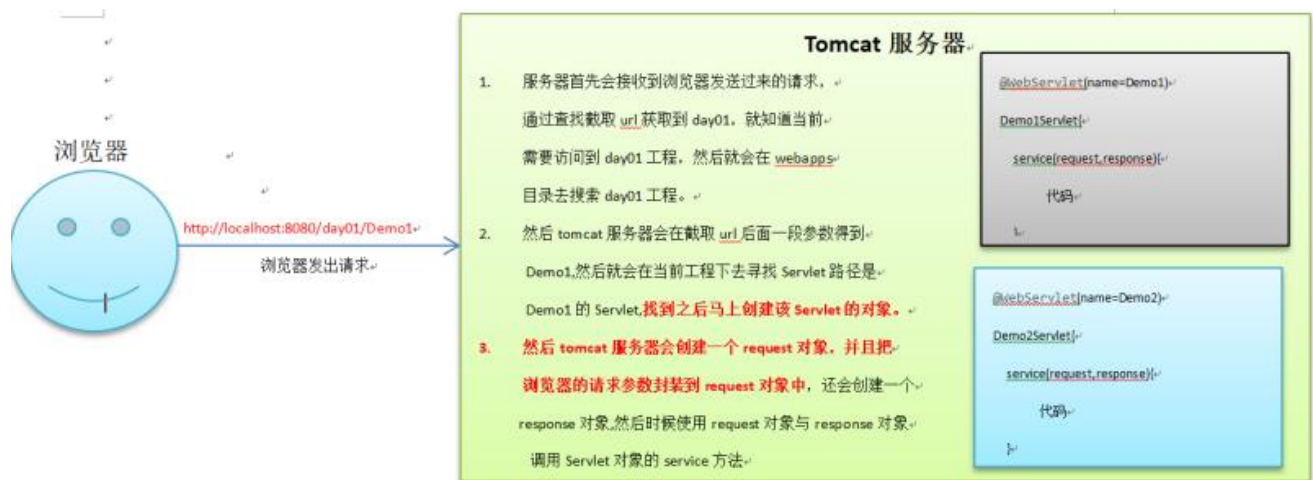 浏览器
http://localhost:8080/day01/Demo1
浏览器发出请求
Tomcat 服务器
1. 服务器首先会接收到浏览器发送过来的请求,
通过查找截取 url 获取到 day01,就知道当前
需要访问到 day01 工程,然后就会在 webapps
目录去搜索 day01 工程。
2. 然后 tomcat 服务器会在截取 url 后面一段参数得到
Demo1,然后就会在当前工程下去寻找 Servlet 路径是
Demo1 的 Servlet,找到之后马上创建该 Servlet 的对象。
3. 然后 tomcat 服务器会创建一个 request 对象,并且把
浏览器的请求参数封装到 request 对象中,还会创建一个
response 对象,然后时候使用 request 对象与 response 对象
调用 Servlet 对象的 service 方法
@WebServlet(name=Demo1)
Demo1Servlet{
service(request,response){
代码
}
@WebServlet(name=Demo2)
Demo2Servlet{
service(request,response){
代码
}